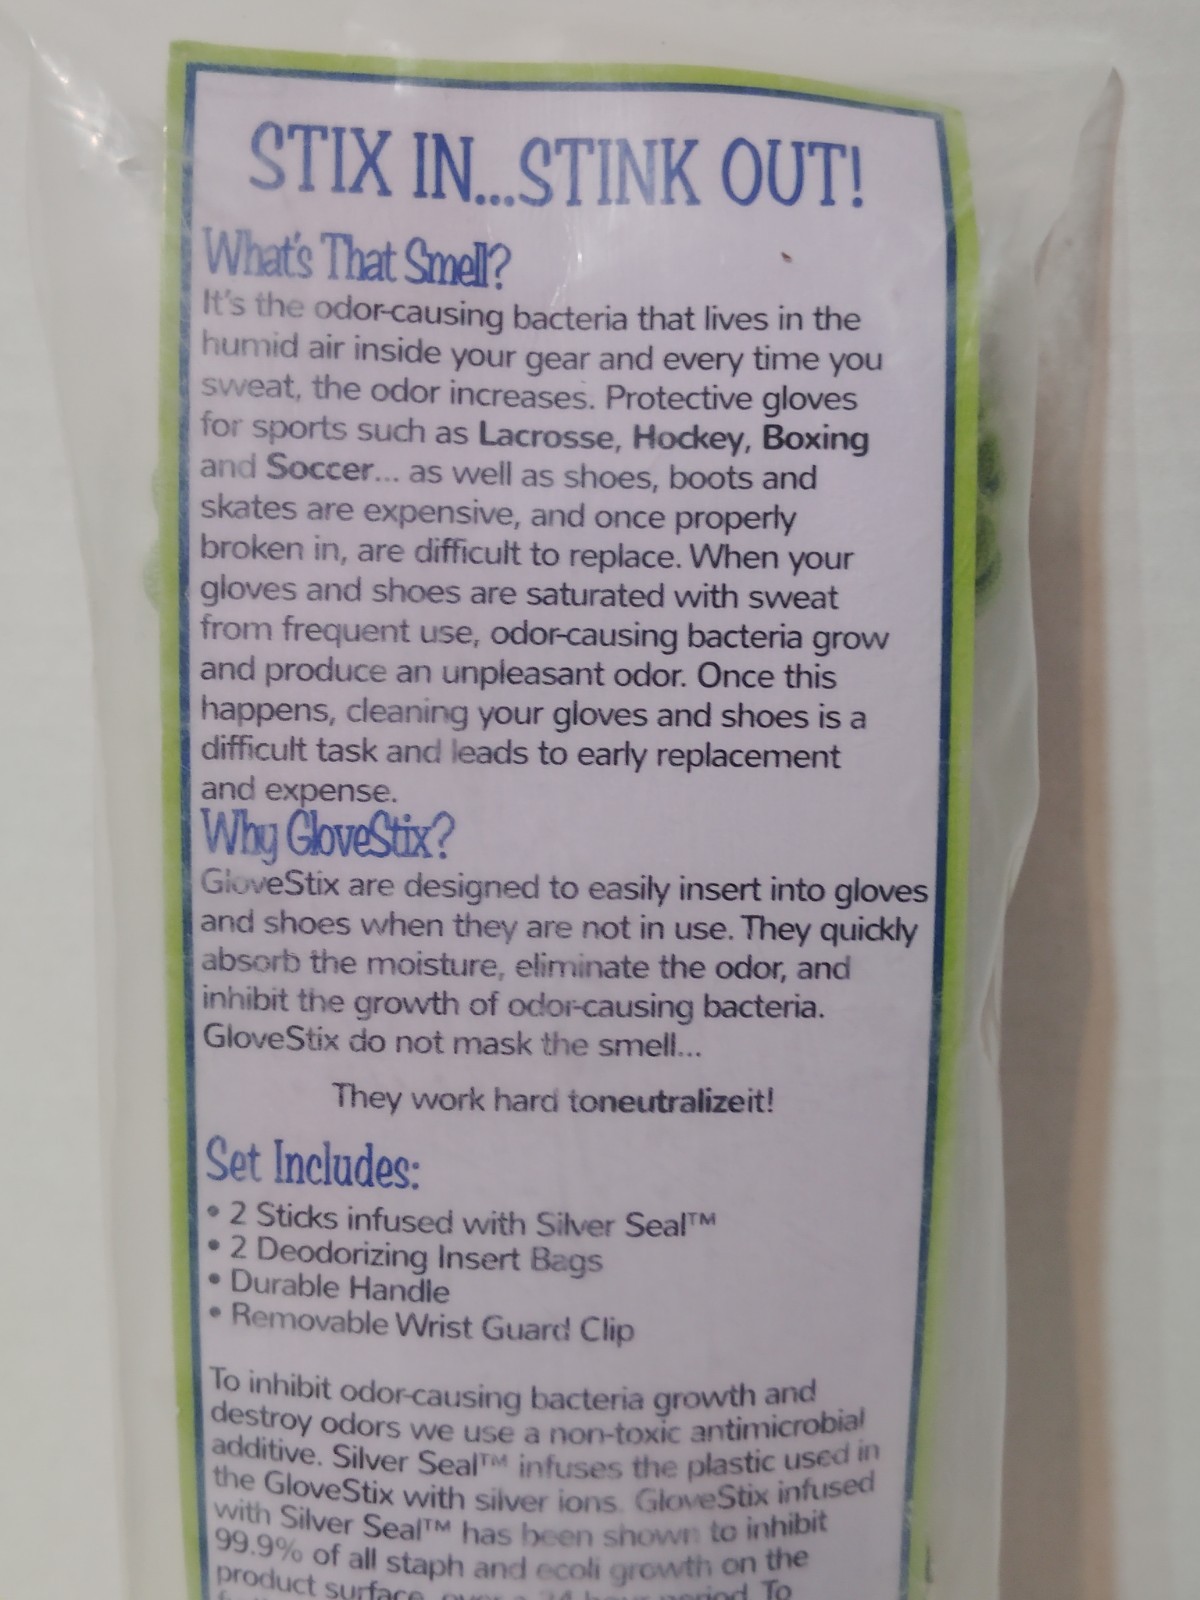 STIX IN...STINK OUT!
What's That Smell?
It's the odor-causing bacteria that lives in the
humid air inside your gear and every time you
sweat, the odor increases. Protective gloves
for sports such as Lacrosse, Hockey, Boxing
and Soccer... as well as shoes, boots and
skates are expensive, and once properly
broken in, are difficult to replace. When your
gloves and shoes are saturated with sweat
from frequent use, odor-causing bacteria grow
and produce an unpleasant odor. Once this
happens, cleaning your gloves and shoes is a
difficult task and leads to early replacement
and expense.
Why GloveStix?
GloveStix are designed to easily insert into gloves
and shoes when they are not in use. They quickly
absorb the moisture, eliminate the odor, and
inhibit the growth of odor-causing bacteria.
GloveStix do not mask the smell...
They work hard toneutralizeit!
Set Includes:
• 2 Sticks infused with Silver Seal™
• 2 Deodorizing Insert Bags
• Durable Handle
• Removable Wrist Guard Clip
To inhibit odor-causing bacteria growth and
destroy odors we use a non-toxic antimicrobial
additive. Silver Seal™ infuses the plastic used in
the GloveStix with silver ions. GloveStix infused
with Silver Seal™ has been shown to inhibit
99.9% of all staph and ecoli growth on the
product surface over a 24 hour period. To